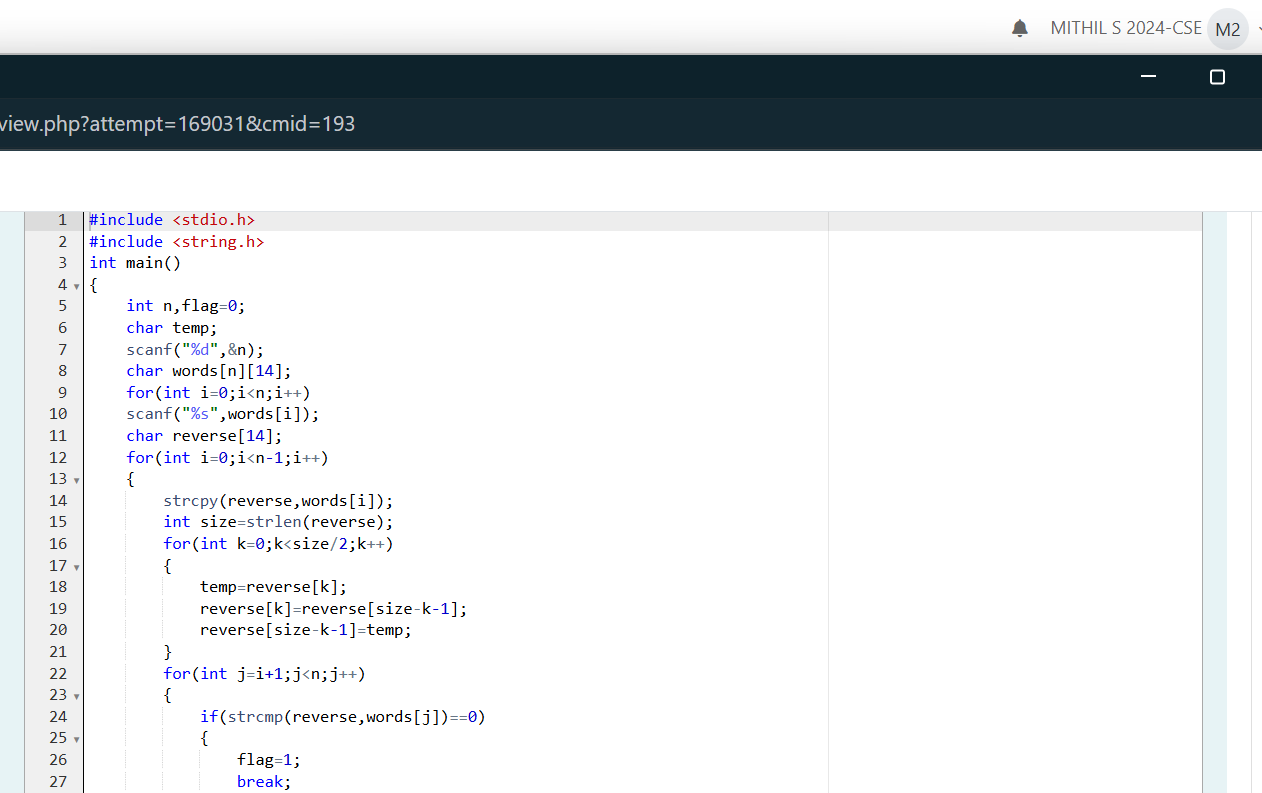 MITHIL S 2024-CSE M2
view.php?attempt=169031&cmid=193
1 #include <stdio.h>
2 #include <string.h>
3 int main()
4 {
5 int n,flag=0;
6 char temp;
7 scanf("%d",&n);
8 char words[n][14];
9 for(int i=0;i<n;i++)
10 scanf("%s",words[i]);
11 char reverse[14];
12 for(int i=0;i<n-1;i++)
13 {
14 strcpy(reverse,words[i]);
15 int size=strlen(reverse);
16 for(int k=0;k<size/2;k++)
17 {
18 temp=reverse[k];
19 reverse[k]=reverse[size-k-1];
20 reverse[size-k-1]=temp;
21 }
22 for(int j=i+1;j<n;j++)
23 {
24 if(strcmp(reverse,words[j])==0)
25 {
26 flag=1;
27 break;